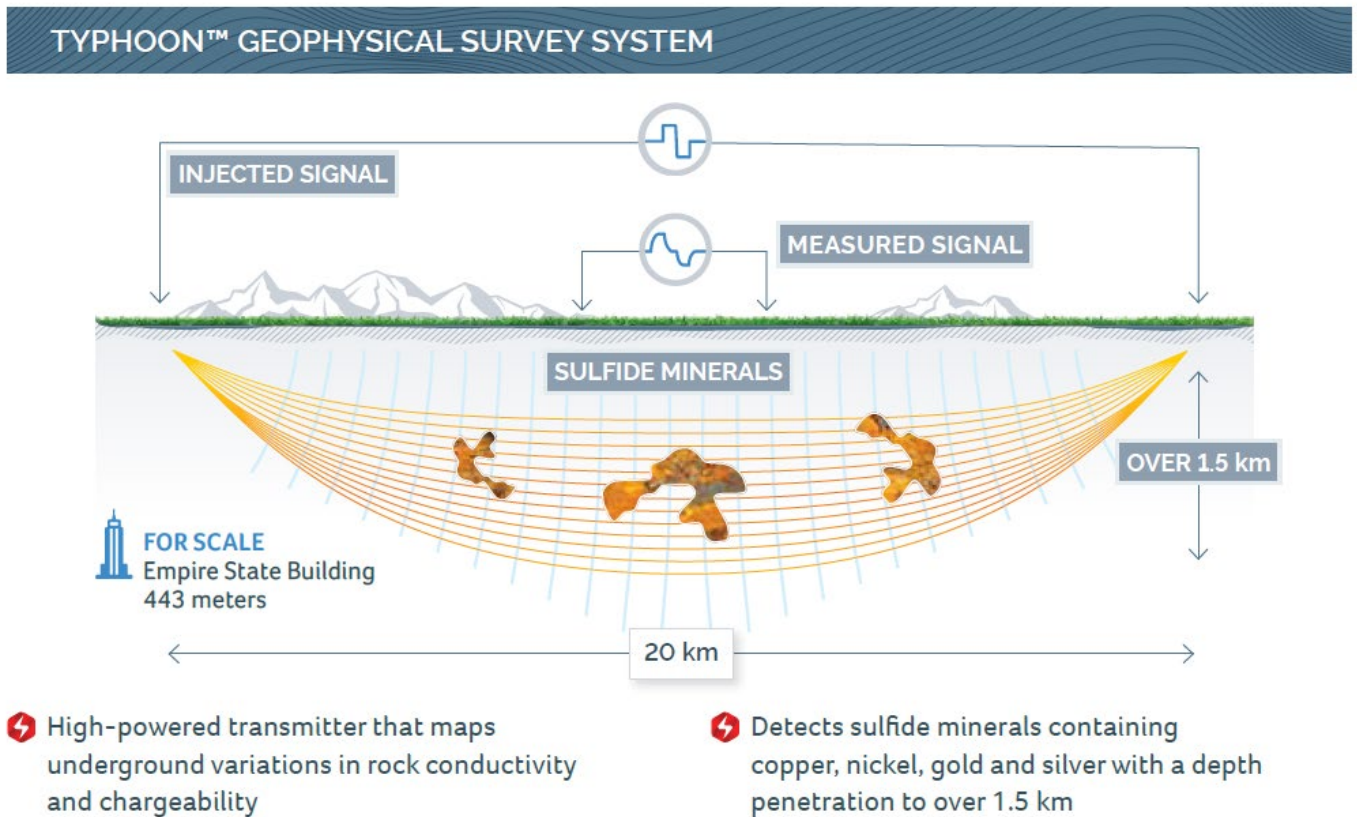 TYPHOON™ GEOPHYSICAL SURVEY SYSTEM
INJECTED SIGNAL
MEASURED SIGNAL
SULFIDE MINERALS
OVER 1.5 km
FOR SCALE
Empire State Building
443 meters
20 km
High-powered transmitter that maps
underground variations in rock conductivity
and chargeability
Detects sulfide minerals containing
copper, nickel, gold and silver with a depth
penetration to over 1.5 km